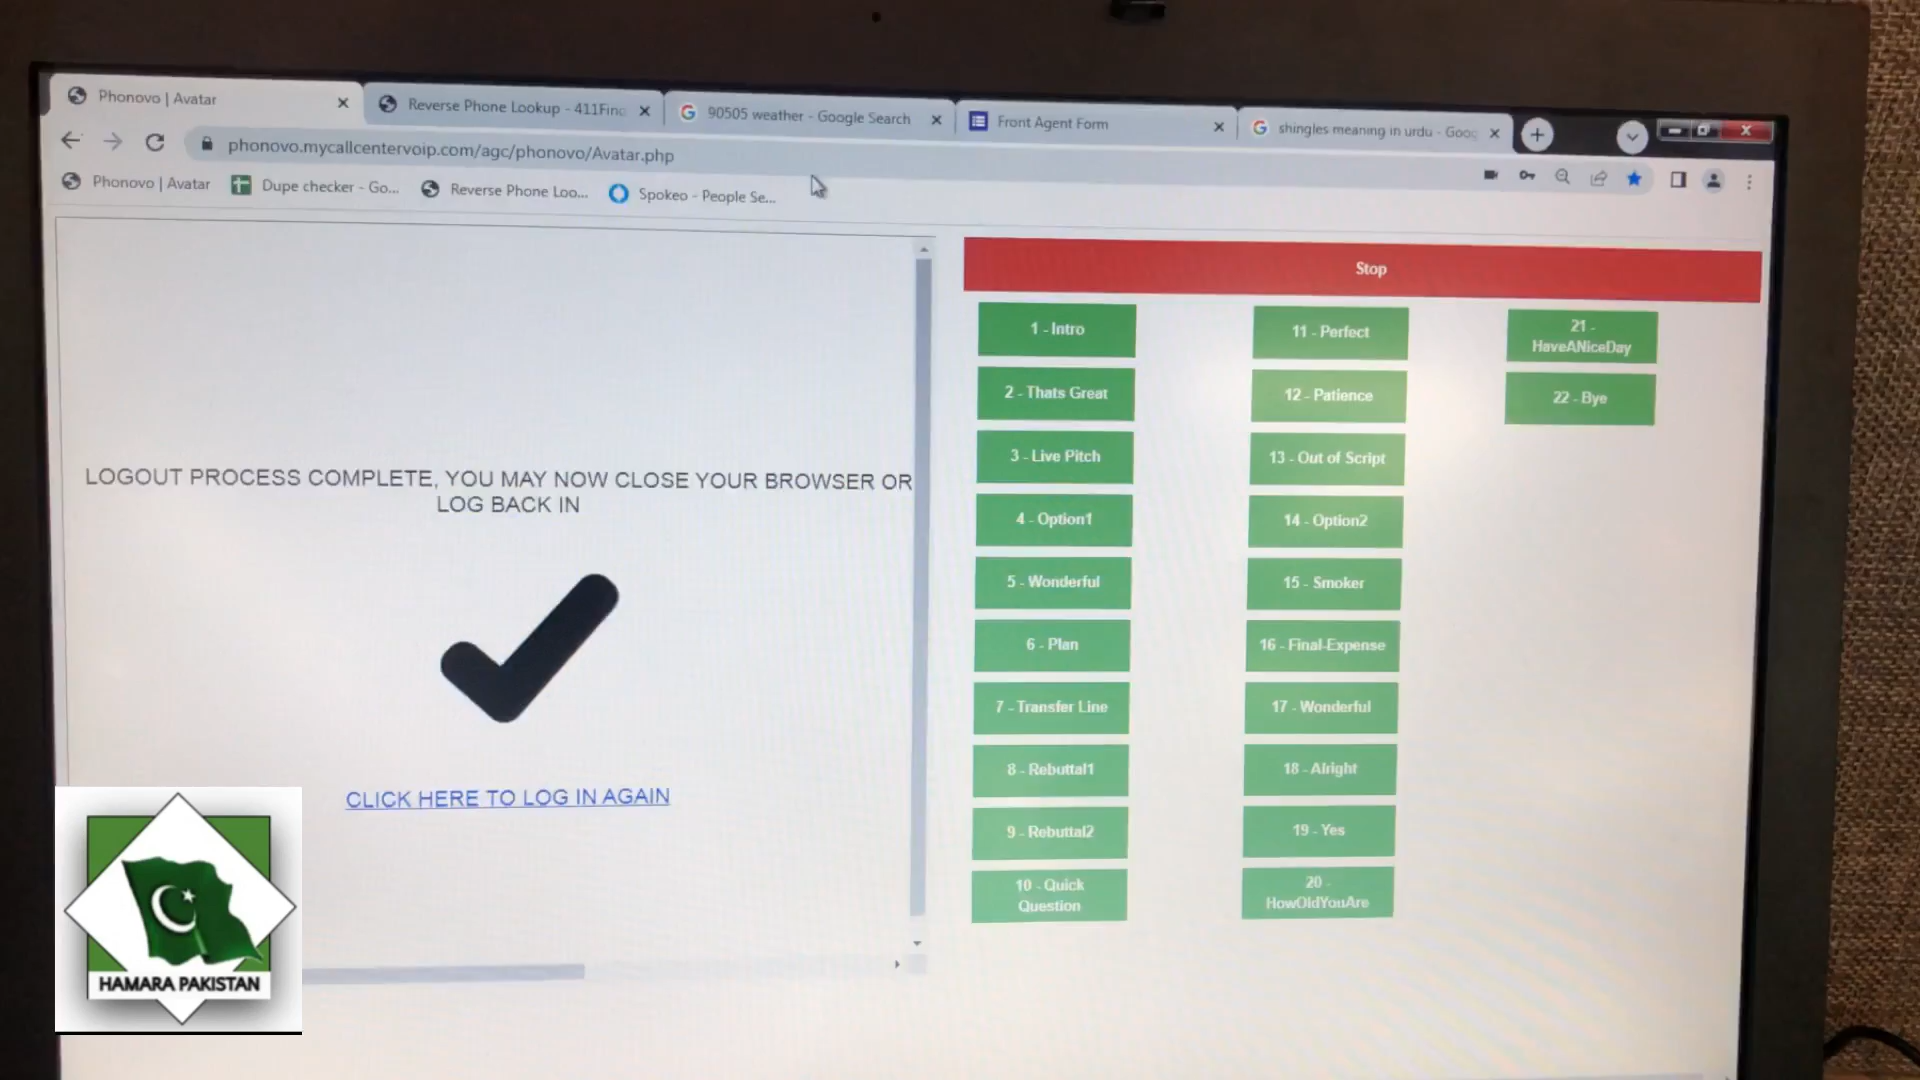 Phonovo | Avatar
Reverse Phone Lookup - 411Find
90505 weather - Google Search
Front Agent Form
shingles meaning in urdu - Goog
phonovo.mycallcentervoip.com/agc/phonovo/Avatar.php
Phonovo | Avatar
Dupe checker - Go...
Reverse Phone Loo...
Spokeo - People Se...
LOGOUT PROCESS COMPLETE, YOU MAY NOW CLOSE YOUR BROWSER OR
LOG BACK IN
CLICK HERE TO LOG IN AGAIN
Stop
1 - Intro
2 - Thats Great
3 - Live Pitch
4 - Option1
5 - Wonderful
6 - Plan
7 - Transfer Line
8 - Rebuttal1
9 - Rebuttal2
10 - Quick
Question
11 - Perfect
12 - Patience
13 - Out of Script
14 - Option2
15 - Smoker
16 - Final-Expense
17 - Wonderful
18 - Alright
19 - Yes
20 -
HowOldYouAre
21 -
HaveANiceDay
22 - Bye
HAMARA PAKISTAN